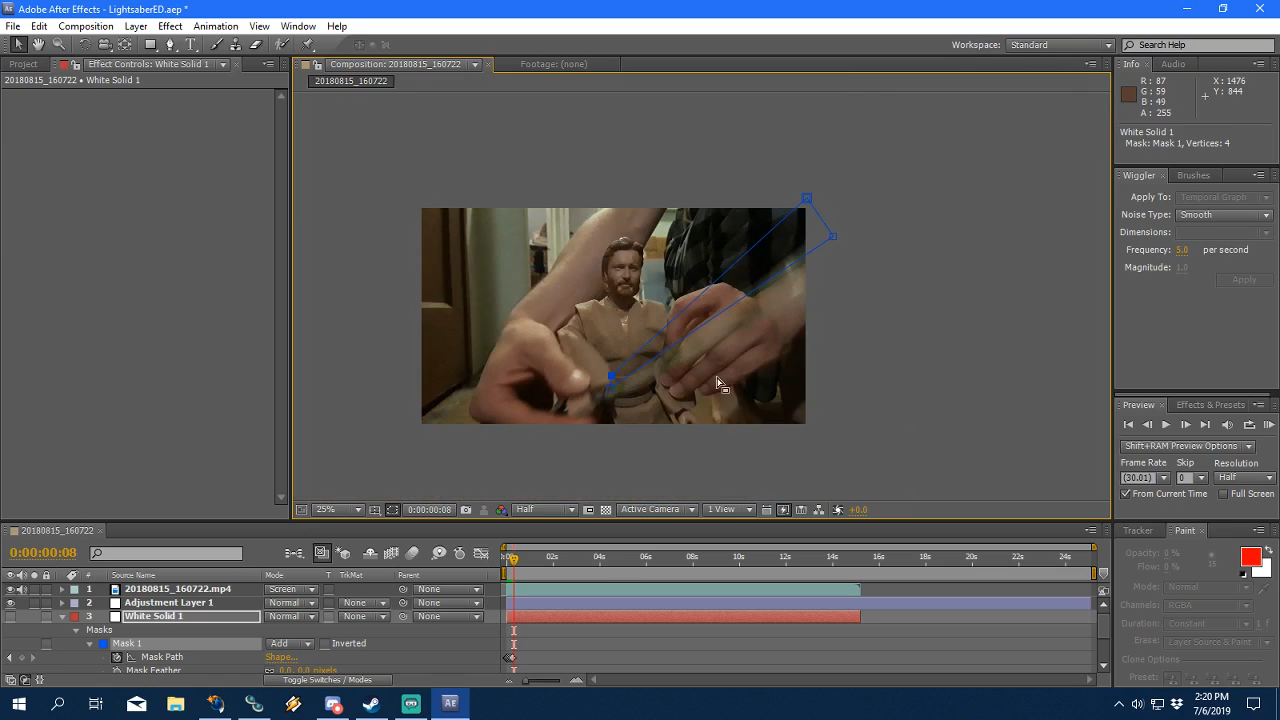 Adobe After Effects - LightsaberED.aep *
File Edit Composition Layer Effect Animation View Window Help
Workspace: Standard Search Help
Project Effect Controls: White Solid 1 Composition: 20180815_160722 Footage: (none) Info Audio
20180815_160722 • White Solid 1
20180815_160722
R: 87
G: 59
B: 49
A: 255
X: 1476
Y: 844
White Solid 1
Mask: Mask 1, Vertices: 4
Wiggler Brushes
Apply To: Temporal Graph
Noise Type: Smooth
Dimensions:
Frequency: 5.0 per second
Magnitude: 1.0
Apply
Preview Effects & Presets
Shift+RAM Preview Options
Frame Rate Skip Resolution
(30.01) 0 Half
From Current Time Full Screen
25% 0:00:00:08 Half Active Camera 1 View +0.0
20180815_160722
0:00:00:08
02s 04s 06s 08s 10s 12s 14s 16s 18s 20s 22s 24s
# Source Name Mode T TrkMat Parent
1 20180815_160722.mp4 Screen None
2 Adjustment Layer 1 Normal None None
3 White Solid 1 Normal None None
Masks
Mask 1 Add Inverted
Mask Path Shape...
Mask Feather 0.0, 0.0 pixels
Toggle Switches / Modes
Tracker Paint
Opacity: 0 %
Flow: 0 %
15
Mode: Normal
Channels: RGBA
Duration: Constant 1 f
Erase: Layer Source & Paint
Clone Options
Preset:
Ae
2:20 PM
7/6/2019